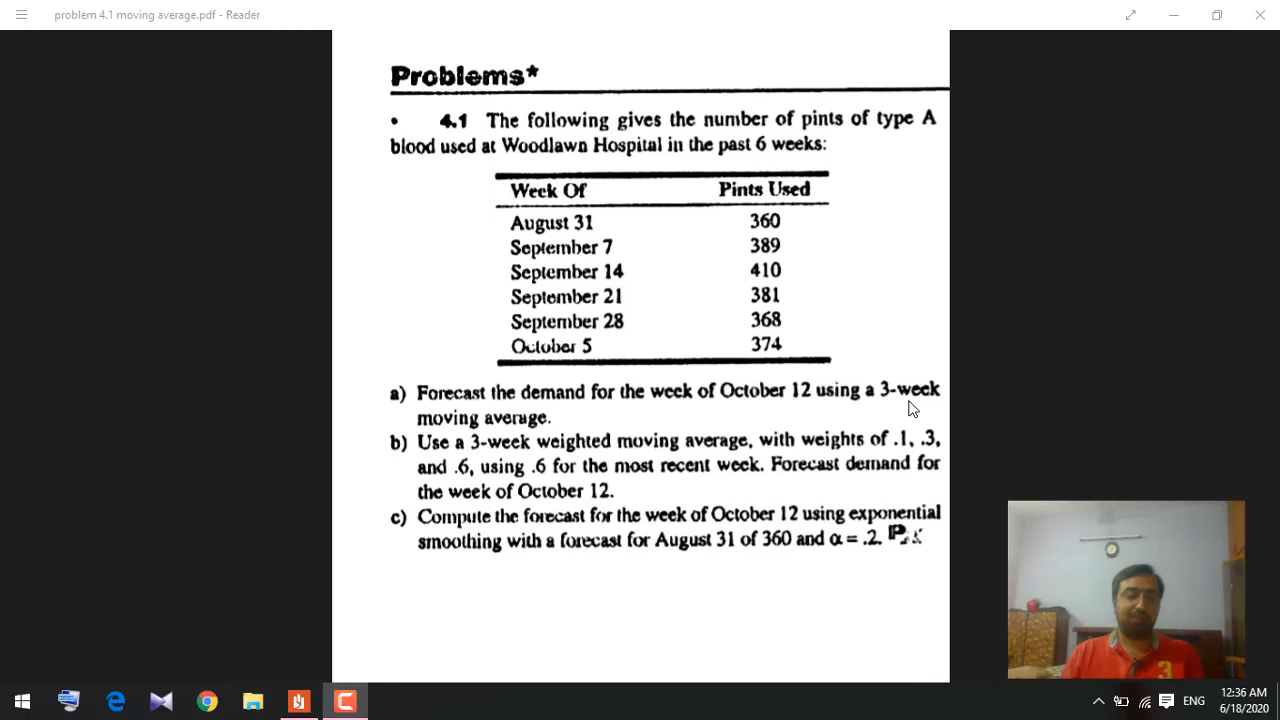 problem 4.1 moving average.pdf - Reader
Problems*
• 4.1 The following gives the number of pints of type A
blood used at Woodlawn Hospital in the past 6 weeks:
Week Of Pints Used
August 31 360
September 7 389
September 14 410
September 21 381
September 28 368
October 5 374
a) Forecast the demand for the week of October 12 using a 3-week
moving average.
b) Use a 3-week weighted moving average, with weights of .1, .3,
and .6, using .6 for the most recent week. Forecast demand for
the week of October 12.
c) Compute the forecast for the week of October 12 using exponential
smoothing with a forecast for August 31 of 360 and α = .2.
3
ENG
12:36 AM
6/18/2020